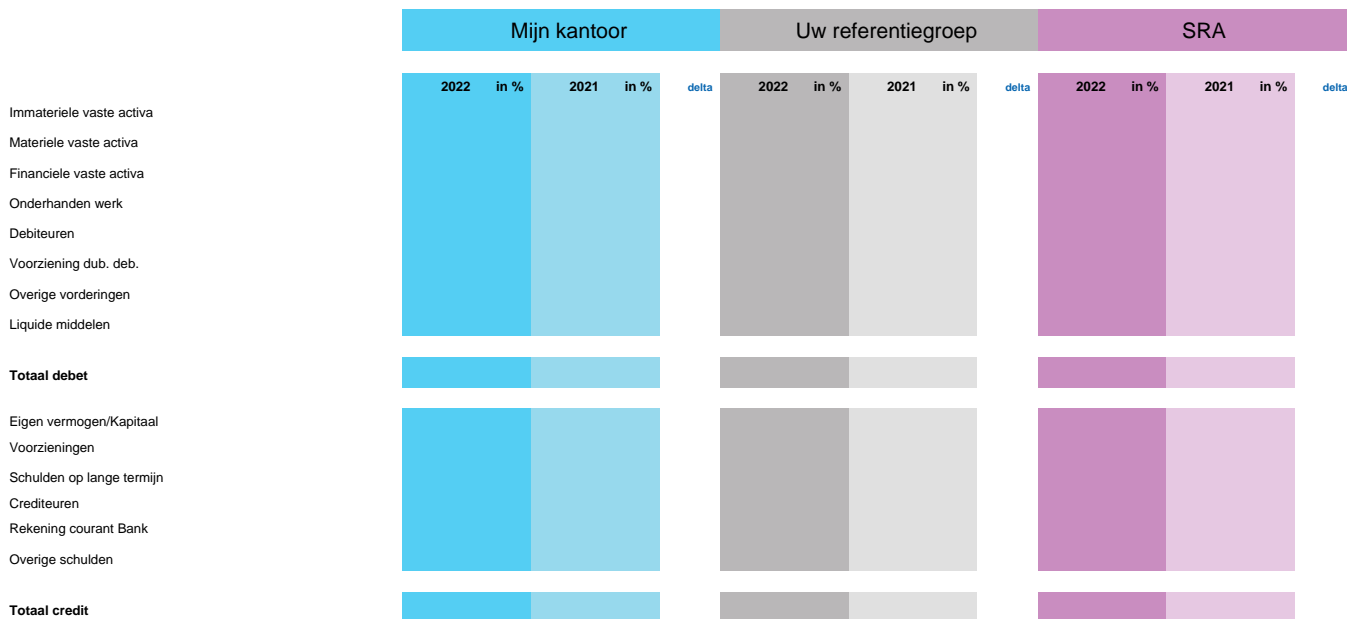 Mijn kantoor Uw referentiegroep SRA
2022 in % 2021 in % delta 2022 in % 2021 in % delta 2022 in % 2021 in % delta
Immateriele vaste activa
Materiele vaste activa
Financiele vaste activa
Onderhanden werk
Debiteuren
Voorziening dub. deb.
Overige vorderingen
Liquide middelen
Totaal debet
Eigen vermogen/Kapitaal
Voorzieningen
Schulden op lange termijn
Crediteuren
Rekening courant Bank
Overige schulden
Totaal credit